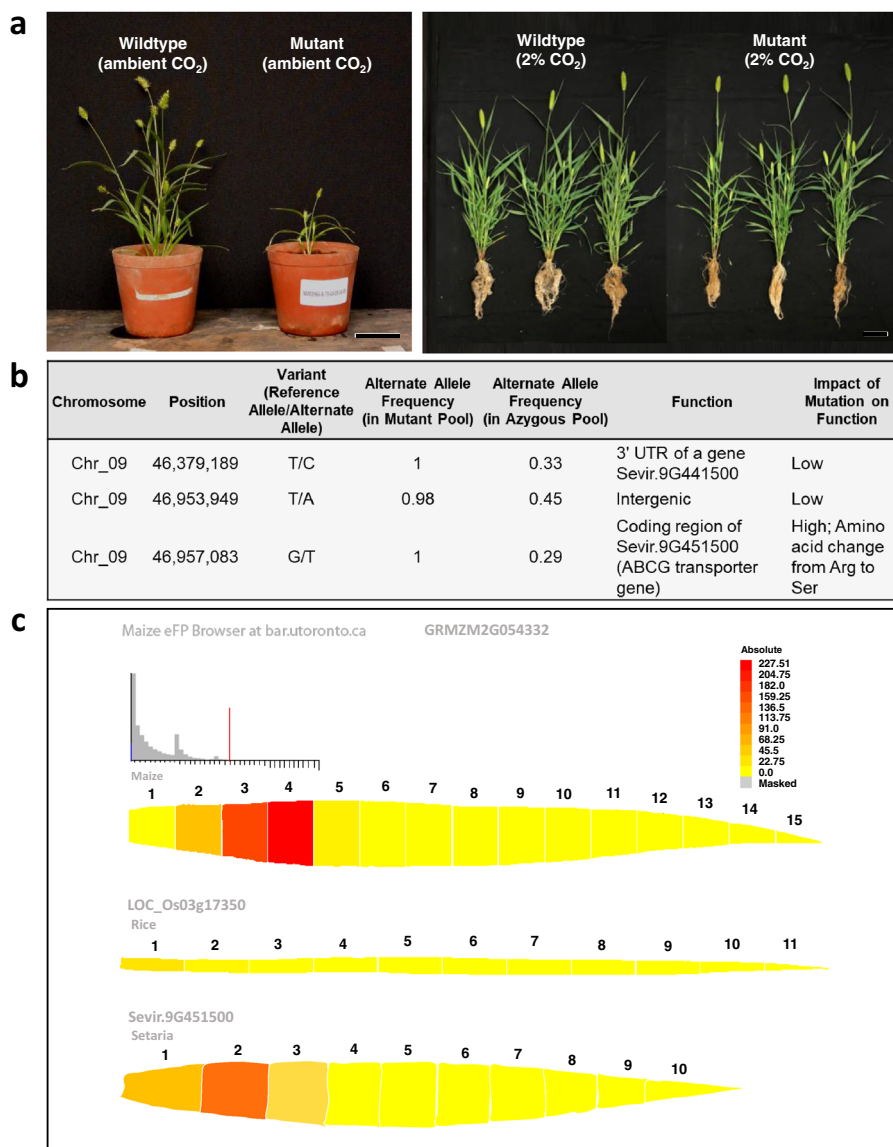 a
Wildtype
(ambient CO₂)
Mutant
(ambient CO₂)
Wildtype
(2% CO₂)
Mutant
(2% CO₂)
b
Chromosome
Position
Variant
(Reference
Allele/Alternate
Allele)
Alternate Allele
Frequency
(in Mutant Pool)
Alternate Allele
Frequency
(in Azygous Pool)
Function
Impact of
Mutation on
Function
Chr_09
46,379,189
T/C
1
0.33
3' UTR of a gene
Sevir.9G441500
Low
Chr_09
46,953,949
T/A
0.98
0.45
Intergenic
Low
Chr_09
46,957,083
G/T
1
0.29
Coding region of
Sevir.9G451500
(ABCG transporter
gene)
High; Amino
acid change
from Arg to
Ser
c
Maize eFP Browser at bar.utoronto.ca
GRMZM2G054332
Absolute
227.51
204.75
182.0
159.25
136.5
113.75
91.0
68.25
45.5
22.75
0.0
Masked
Maize
1 2 3 4 5 6 7 8 9 10 11 12 13 14 15
LOC_Os03g17350
Rice
1 2 3 4 5 6 7 8 9 10 11
Sevir.9G451500
Setaria
1 2 3 4 5 6 7 8 9 10